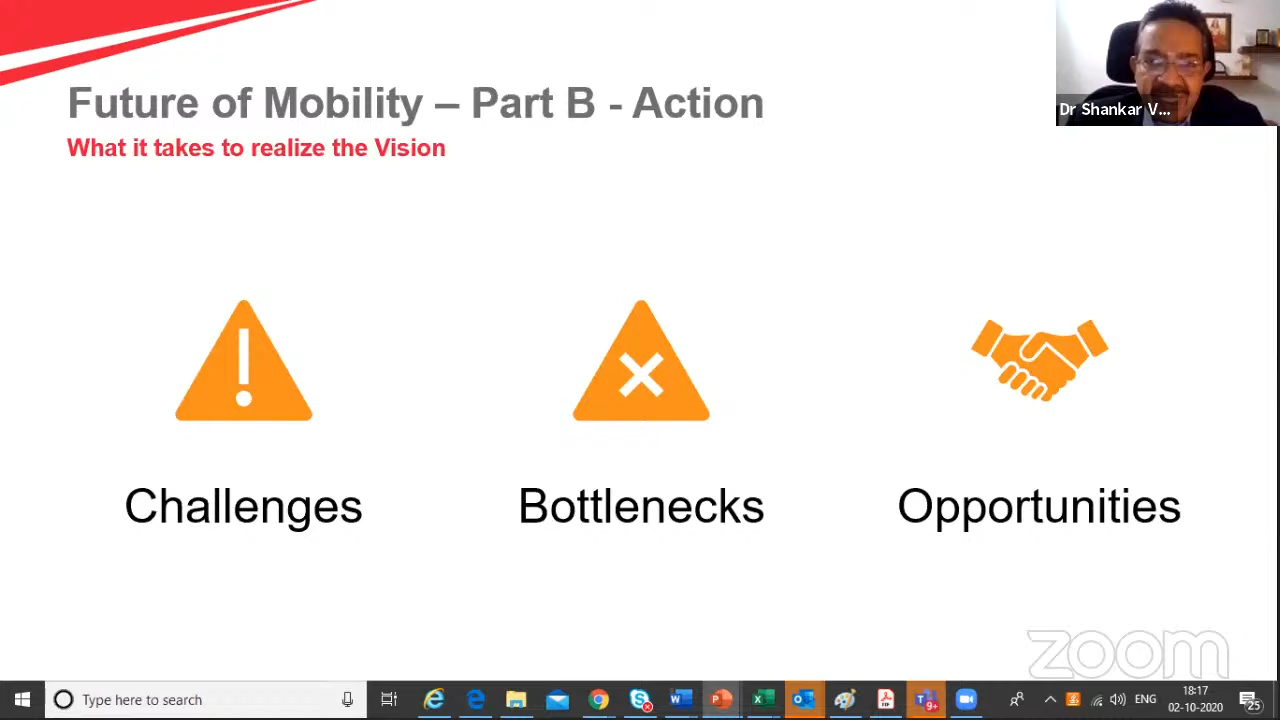 Future of Mobility – Part B - Action
What it takes to realize the Vision
Dr Shankar V...
Challenges
Bottlenecks
Opportunities
zoom
Type here to search
9+
ENG
18:17
02-10-2020
25